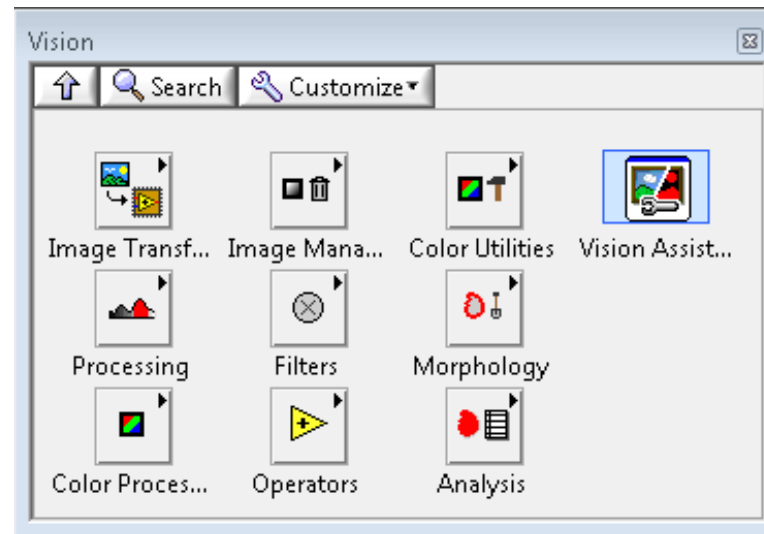 Vision
Search Customize
Image Transf... Image Mana... Color Utilities Vision Assist...
Processing Filters Morphology
Color Proces... Operators Analysis